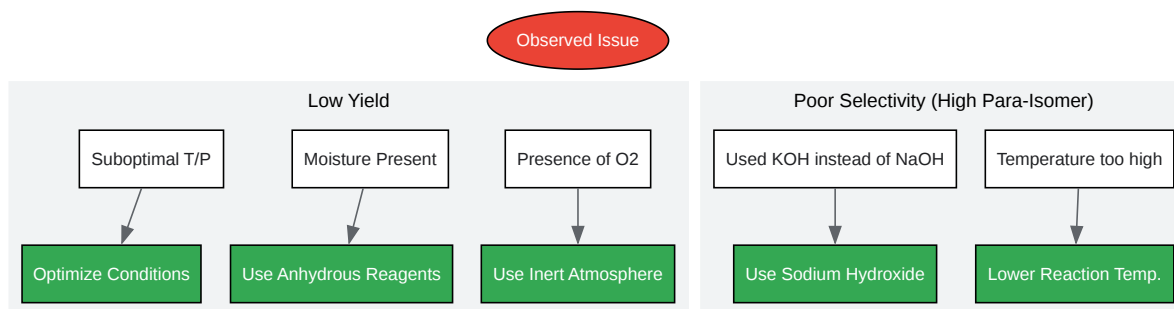 Observed Issue
Low Yield
Poor Selectivity (High Para-Isomer)
Suboptimal T/P
Moisture Present
Presence of O2
Used KOH instead of NaOH
Temperature too high
Optimize Conditions
Use Anhydrous Reagents
Use Inert Atmosphere
Use Sodium Hydroxide
Lower Reaction Temp.